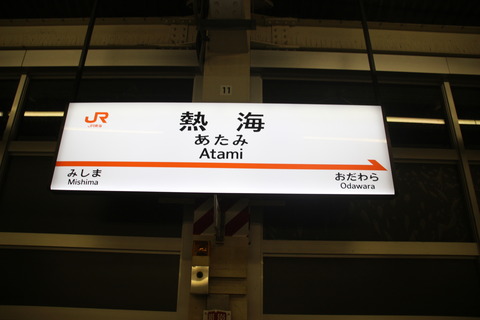 11
JR
JR東海
熱海
あたみ
Atami
みしま
Mishima
おだわら
Odawara